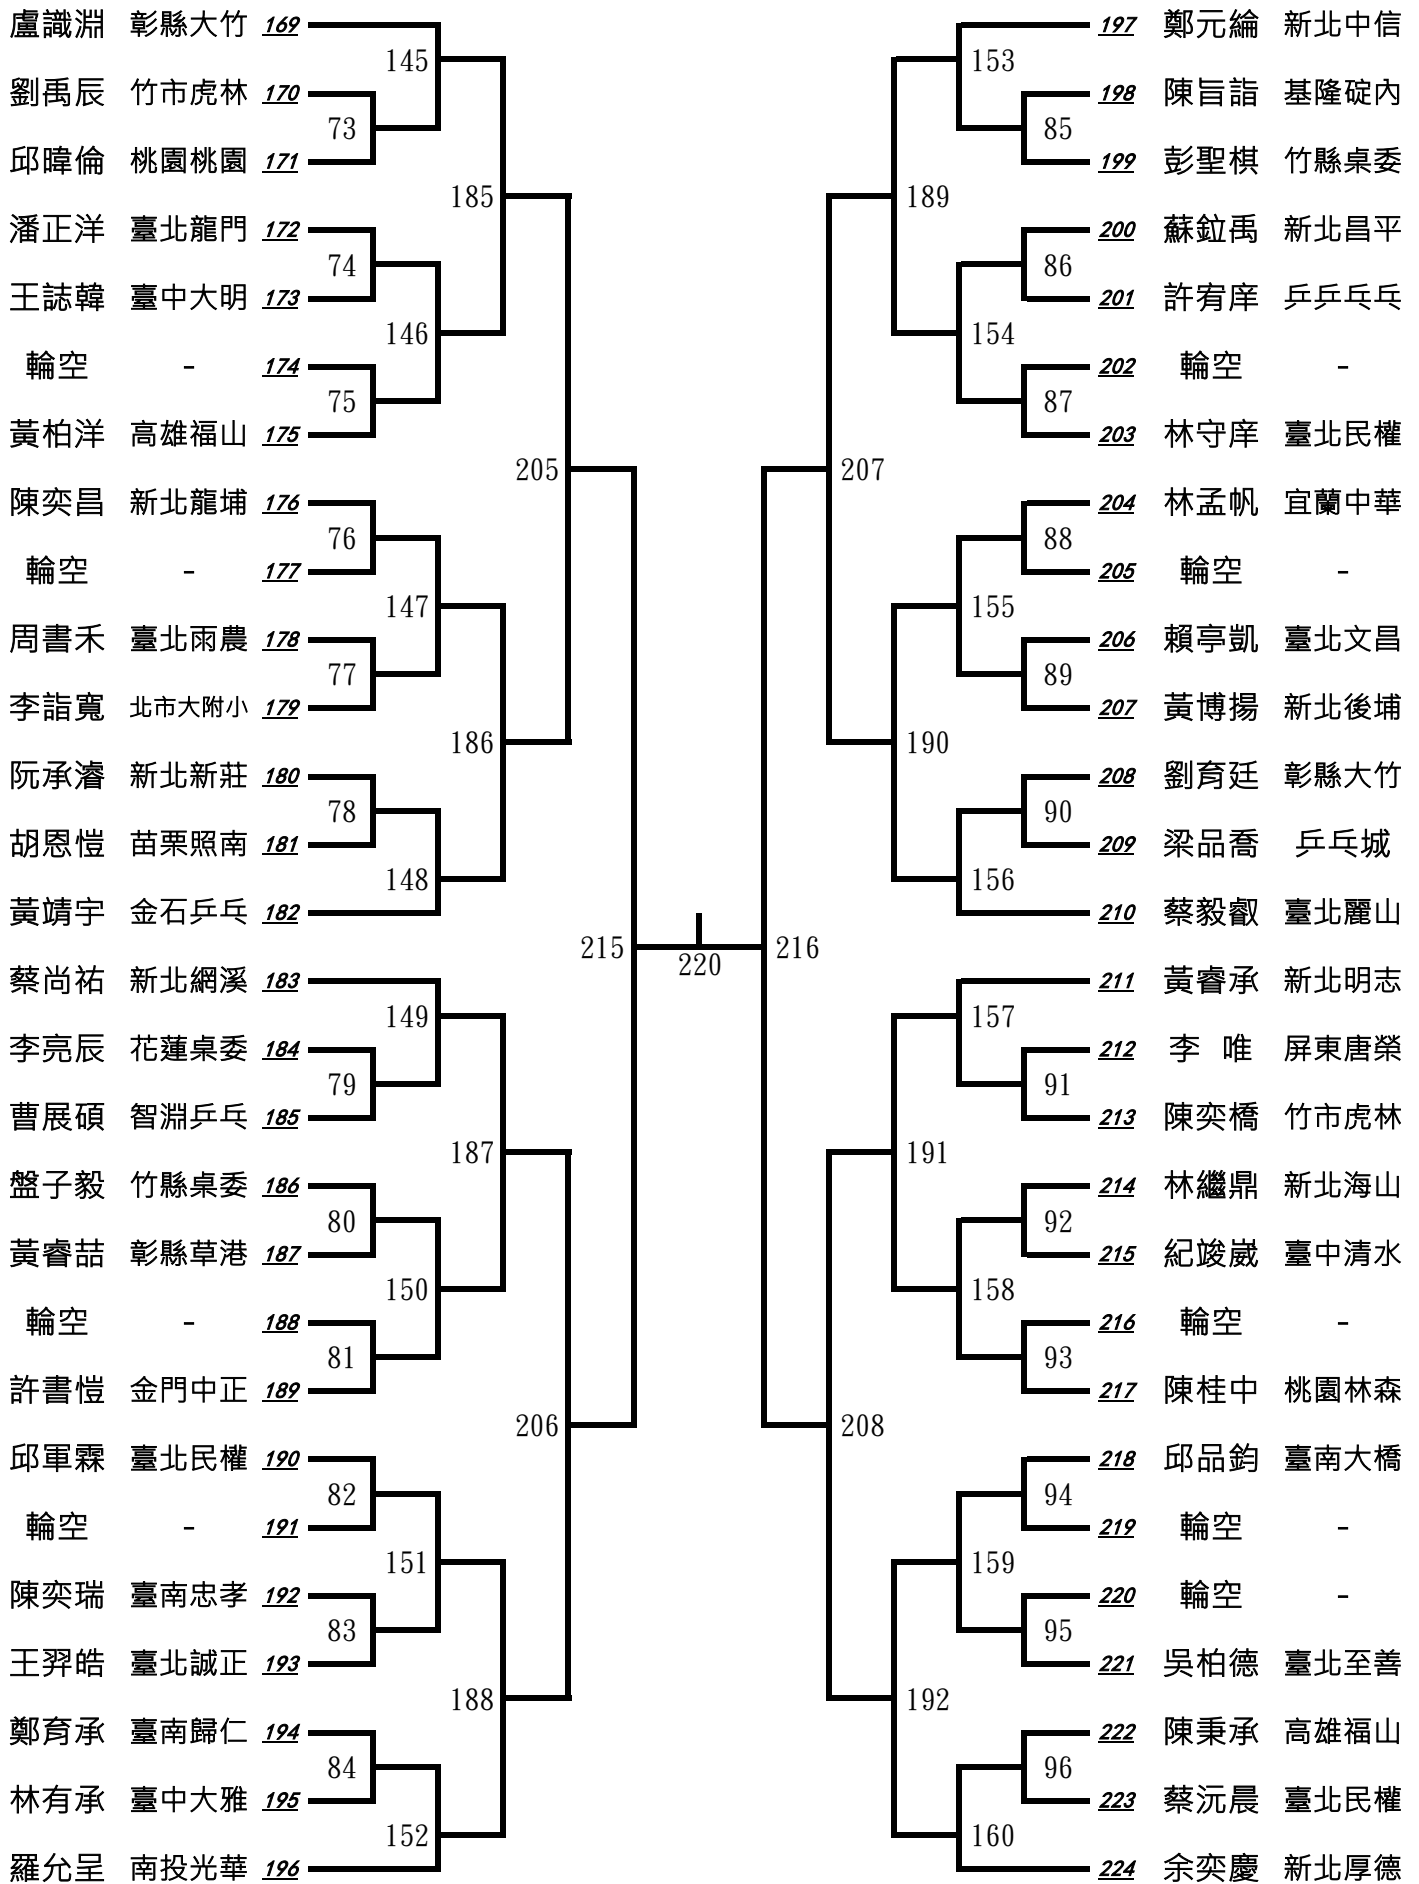 盧識淵 彰縣大竹 169
145
劉禹辰 竹市虎林 170
73
邱暐倫 桃園桃園 171
185
潘正洋 臺北龍門 172
74
王誌韓 臺中大明 173
146
輪空 - 174
75
黃柏洋 高雄福山 175
205
陳奕昌 新北龍埔 176
76
輪空 - 177
147
周書禾 臺北雨農 178
77
李詣寬 北市大附小 179
186
阮承濬 新北新莊 180
78
胡恩愷 苗栗照南 181
148
黃靖宇 金石乒乓 182
215
蔡尚祐 新北網溪 183
149
李亮辰 花蓮桌委 184
79
曹展碩 智淵乒乓 185
187
盤子毅 竹縣桌委 186
80
黃睿喆 彰縣草港 187
150
輪空 - 188
81
許書愷 金門中正 189
206
邱軍霖 臺北民權 190
82
輪空 - 191
151
陳奕瑞 臺南忠孝 192
83
王羿皓 臺北誠正 193
188
鄭育承 臺南歸仁 194
84
林有承 臺中大雅 195
152
羅允呈 南投光華 196
220
197 鄭元綸 新北中信
153
198 陳旨詣 基隆碇內
85
199 彭聖棋 竹縣桌委
189
200 蘇鉝禹 新北昌平
86
201 許宥庠 乒乒乓乓
154
202 輪空 -
87
203 林守庠 臺北民權
207
204 林孟帆 宜蘭中華
88
205 輪空 -
155
206 賴亭凱 臺北文昌
89
207 黃博揚 新北後埔
190
208 劉育廷 彰縣大竹
90
209 梁品喬 乒乓城
156
210 蔡毅叡 臺北麗山
216
211 黃睿承 新北明志
157
212 李 唯 屏東唐榮
91
213 陳奕橋 竹市虎林
191
214 林繼鼎 新北海山
92
215 紀竣崴 臺中清水
158
216 輪空 -
93
217 陳桂中 桃園林森
208
218 邱品鈞 臺南大橋
94
219 輪空 -
159
220 輪空 -
95
221 吳柏德 臺北至善
192
222 陳秉承 高雄福山
96
223 蔡沅晨 臺北民權
160
224 余奕慶 新北厚德